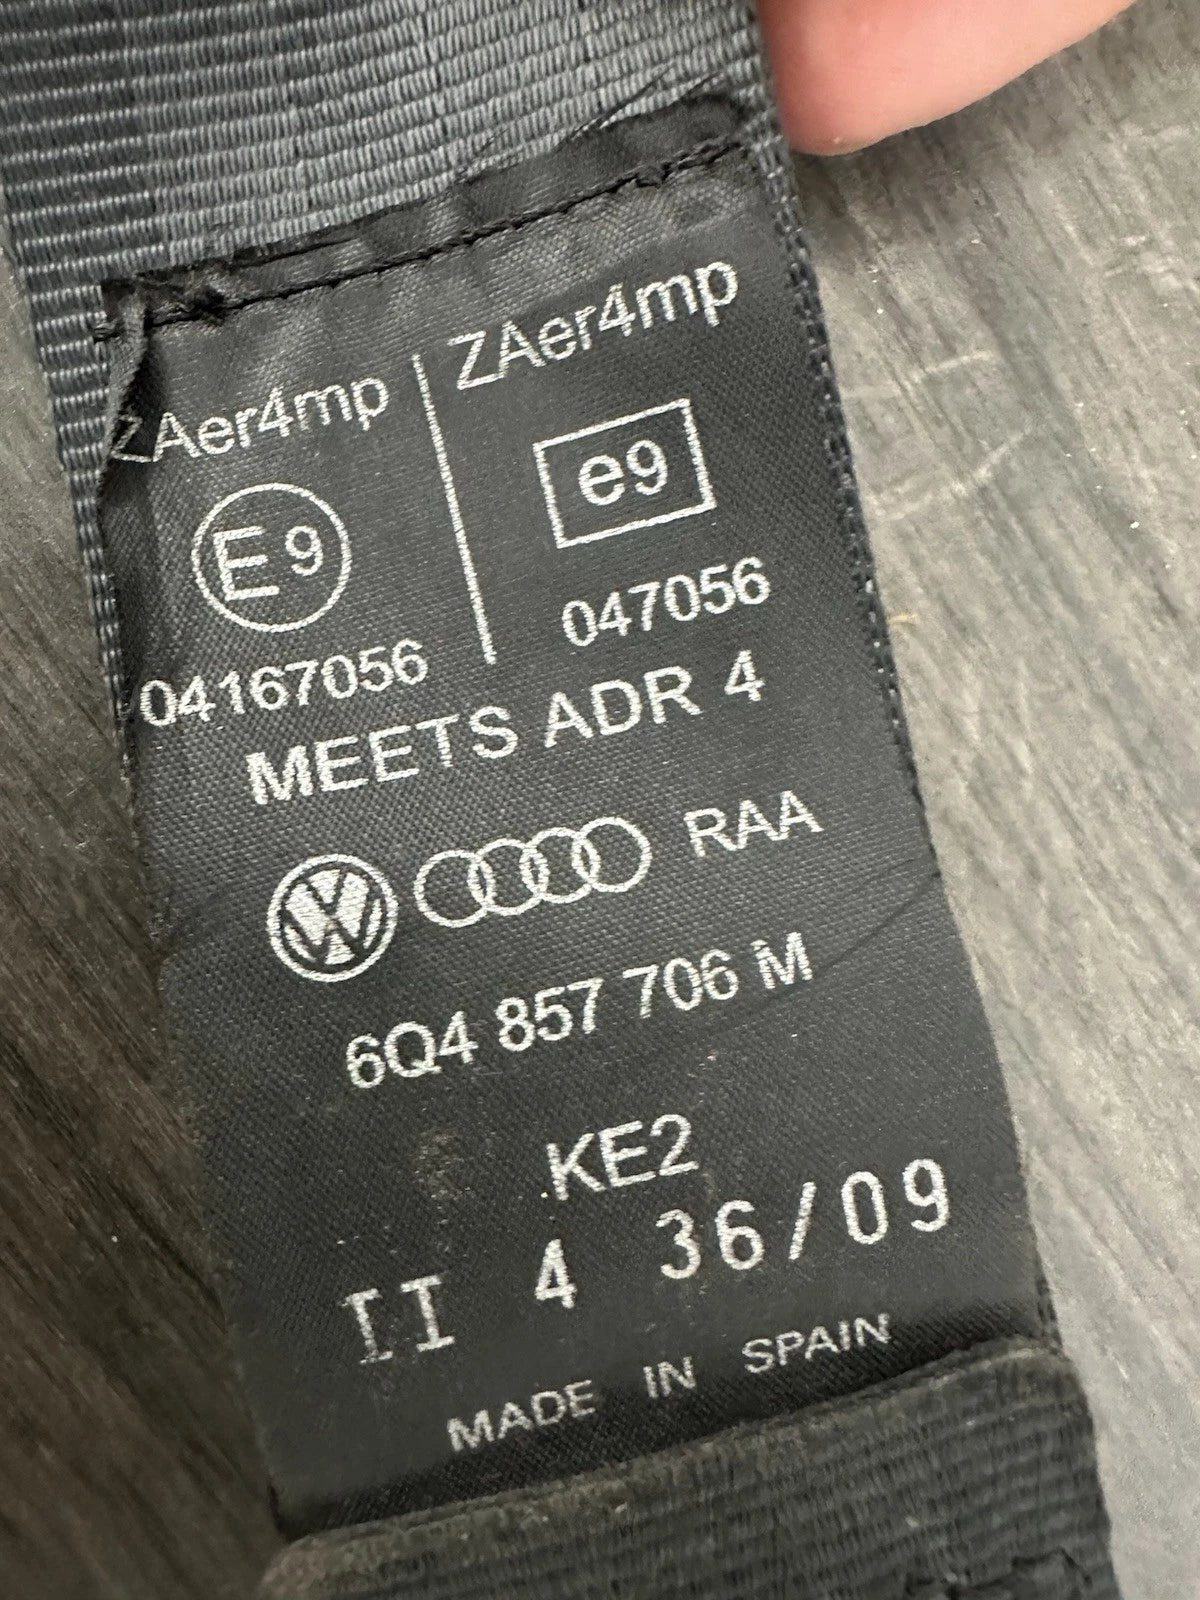 ZAer4mp
E9
04167056
ZAer4mp
e9
047056
MEETS ADR 4
RAA
6Q4 857 706 M
KE2
II 4 36/09
MADE IN SPAIN